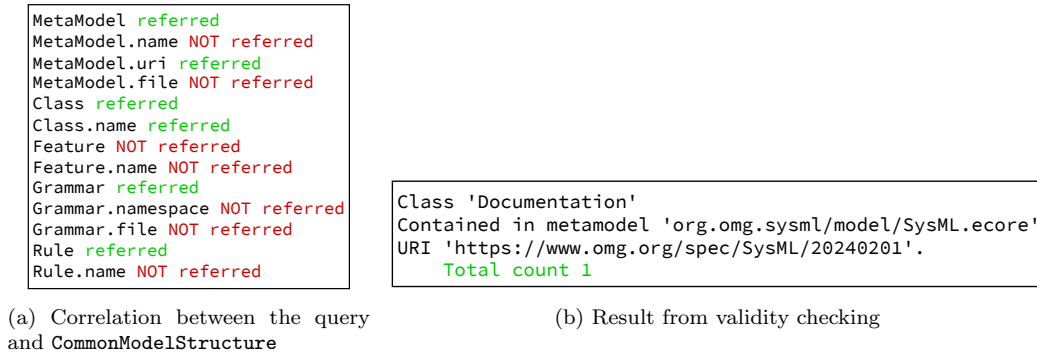 MetaModel referred
MetaModel.name NOT referred
MetaModel.uri referred
MetaModel.file NOT referred
Class referred
Class.name referred
Feature NOT referred
Feature.name NOT referred
Grammar referred
Grammar.namespace NOT referred
Grammar.file NOT referred
Rule referred
Rule.name NOT referred
(a) Correlation between the query
and CommonModelStructure
Class 'Documentation'
Contained in metamodel 'org.omg.sysml/model/SysML.ecore'
URI 'https://www.omg.org/spec/SysML/20240201'.
Total count 1
(b) Result from validity checking